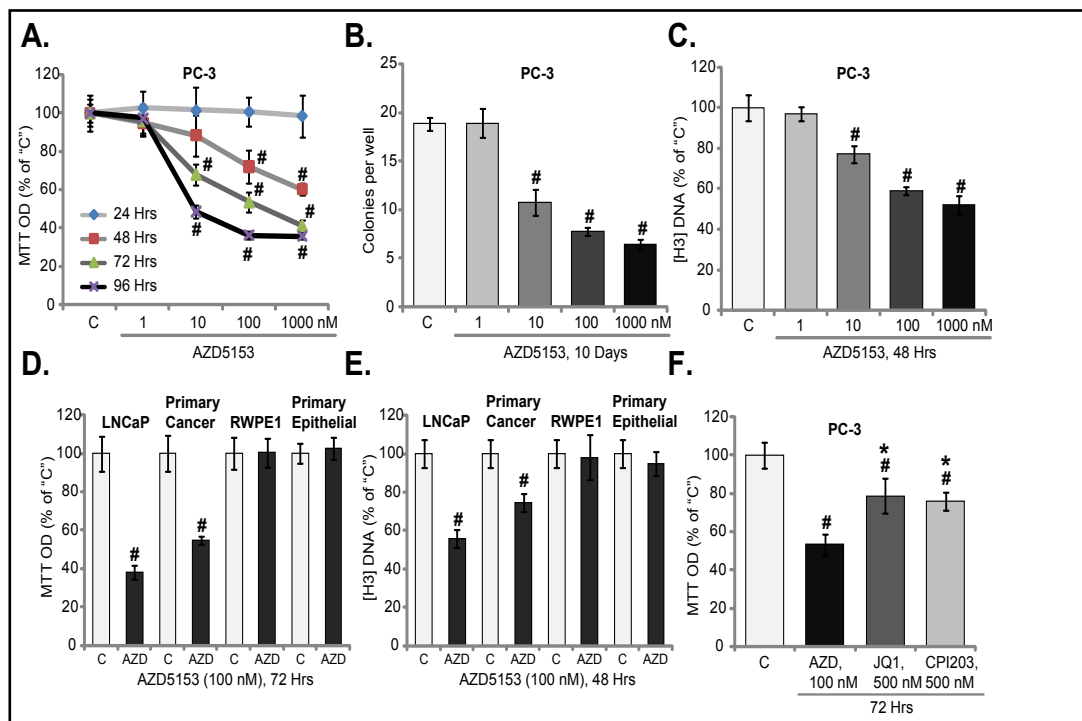 A.
PC-3
120
100
80
60
40
20
0
MTT OD (% of “C”)
#
#
#
#
#
#
#
#
24 Hrs
48 Hrs
72 Hrs
96 Hrs
C 1 10 100 1000 nM
AZD5153
B.
PC-3
25
20
15
10
5
0
Colonies per well
#
#
#
C 1 10 100 1000 nM
AZD5153, 10 Days
C.
PC-3
120
100
80
60
40
20
0
[H3] DNA (% of “C”)
#
#
#
C 1 10 100 1000 nM
AZD5153, 48 Hrs
D.
LNCaP Primary Cancer RWPE1 Primary Epithelial
120
100
80
60
40
20
0
MTT OD (% of “C”)
#
#
C AZD C AZD C AZD C AZD
AZD5153 (100 nM), 72 Hrs
E.
LNCaP Primary Cancer RWPE1 Primary Epithelial
120
100
80
60
40
20
0
[H3] DNA (% of “C”)
#
#
C AZD C AZD C AZD C AZD
AZD5153 (100 nM), 48 Hrs
F.
PC-3
120
100
80
60
40
20
0
MTT OD (% of “C”)
#
*
#
*
#
C AZD, JQ1, CPI203,
100 nM 500 nM 500 nM
72 Hrs